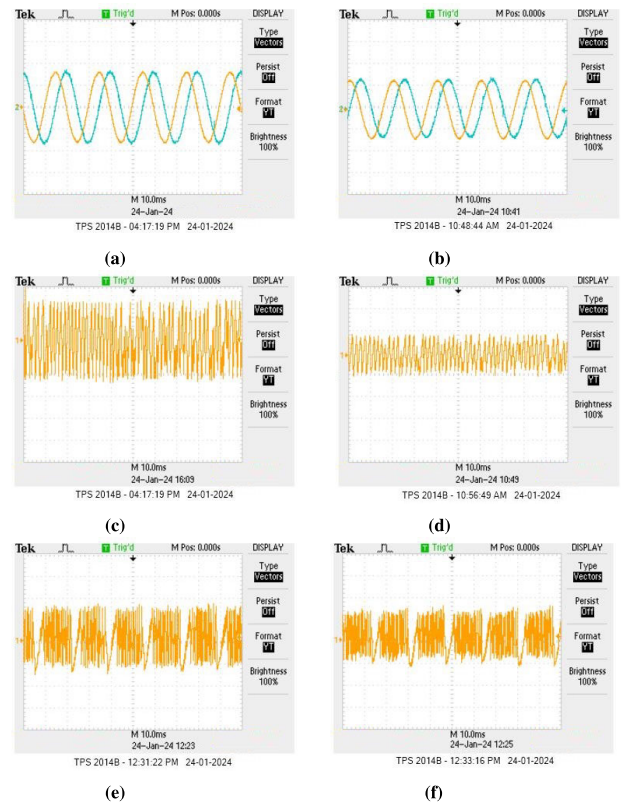 Tek Trig'd M Pos: 0.000s DISPLAY
Type
Vectors
Persist
Off
Format
YT
Brightness
100%
2
M 10.0ms
24-Jan-24
TPS 2014B - 04:17:19 PM 24-01-2024
(a)
Tek T Trig'd M Pos: 0.000s DISPLAY
Type
Vectors
Persist
Off
Format
YT
Brightness
100%
2
M 10.0ms
24-Jan-24 10:41
TPS 2014B - 10:48:44 AM 24-01-2024
(b)
Tek T Trig'd M Pos: 0.000s DISPLAY
Type
Vectors
Persist
Off
Format
YT
Brightness
100%
1
M 10.0ms
24-Jan-24 16:09
TPS 2014B - 04:17:19 PM 24-01-2024
(c)
Tek T Trig'd M Pos: 0.000s DISPLAY
Type
Vectors
Persist
Off
Format
YT
Brightness
100%
1
M 10.0ms
24-Jan-24 10:49
TPS 2014B - 10:56:49 AM 24-01-2024
(d)
Tek T Trig'd M Pos: 0.000s DISPLAY
Type
Vectors
Persist
Off
Format
YT
Brightness
100%
1
M 10.0ms
24-Jan-24 12:23
TPS 2014B - 12:31:22 PM 24-01-2024
(e)
Tek T Trig'd M Pos: 0.000s DISPLAY
Type
Vectors
Persist
Off
Format
YT
Brightness
100%
1
M 10.0ms
24-Jan-24 12:25
TPS 2014B - 12:33:16 PM 24-01-2024
(f)